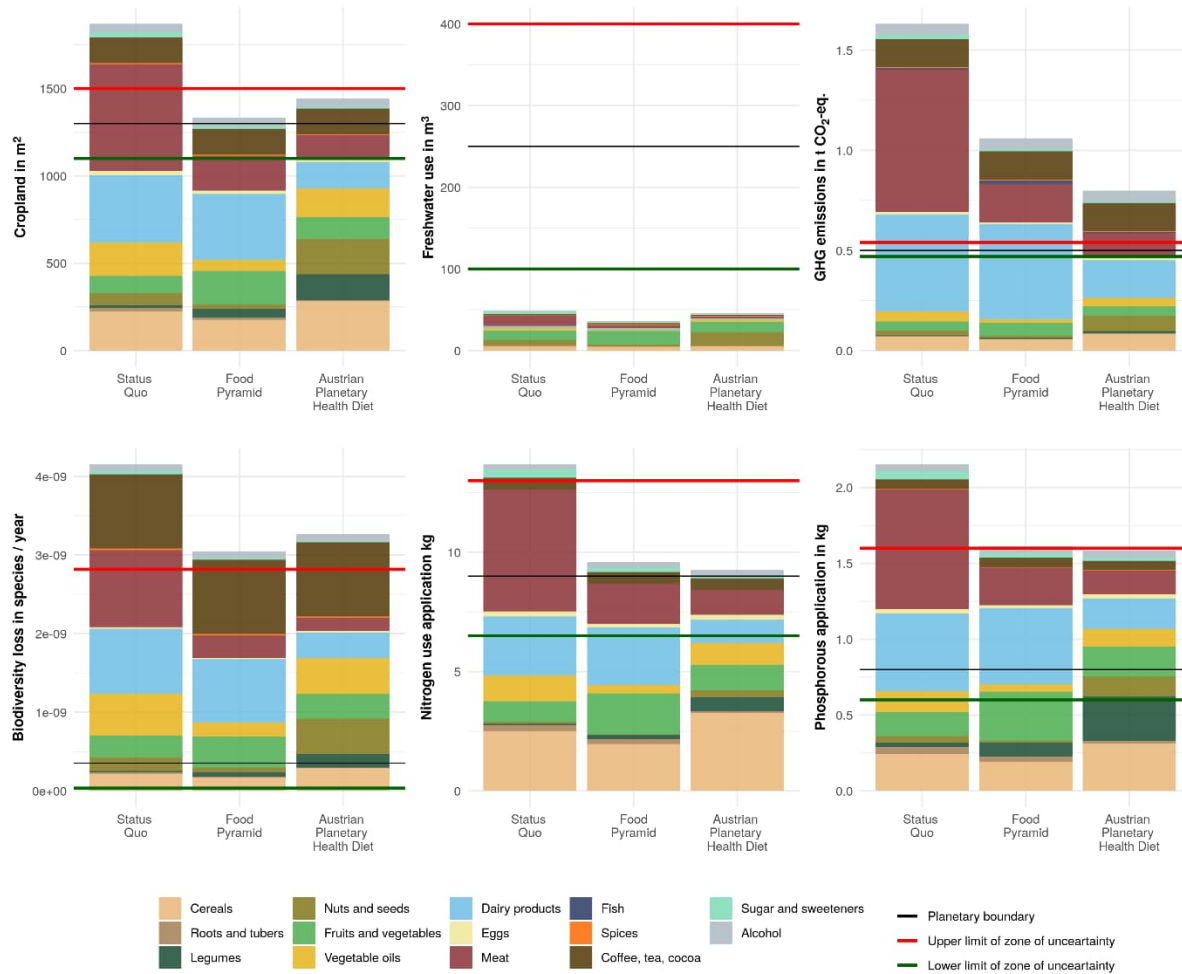 Cropland in m²
1500
1000
500
0
Status
Quo
Food
Pyramid
Austrian
Planetary
Health Diet
Freshwater use in m³
400
300
200
100
0
Status
Quo
Food
Pyramid
Austrian
Planetary
Health Diet
GHG emissions in t CO₂-eq.
1.5
1.0
0.5
0.0
Status
Quo
Food
Pyramid
Austrian
Planetary
Health Diet
Biodiversity loss in species / year
4e-09
3e-09
2e-09
1e-09
0e+00
Status
Quo
Food
Pyramid
Austrian
Planetary
Health Diet
Nitrogen use application kg
10
5
0
Status
Quo
Food
Pyramid
Austrian
Planetary
Health Diet
Phosphorous application in kg
2.0
1.5
1.0
0.5
0.0
Status
Quo
Food
Pyramid
Austrian
Planetary
Health Diet
Cereals
Roots and tubers
Legumes
Nuts and seeds
Fruits and vegetables
Vegetable oils
Dairy products
Eggs
Meat
Fish
Spices
Coffee, tea, cocoa
Sugar and sweeteners
Alcohol
Planetary boundary
Upper limit of zone of uncertainty
Lower limit of zone of uncertainty